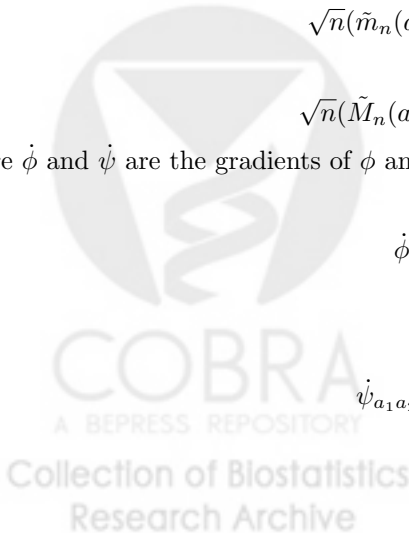 √n(m̃ₙ(
√n(M̃ₙ(a
e φ̇ and ψ̇ are the gradients of φ an
φ̇
ψ̇ₐ₁ₐ
COBRA
A BEPRESS REPOSITORY
Collection of Biostatistics
Research Archive